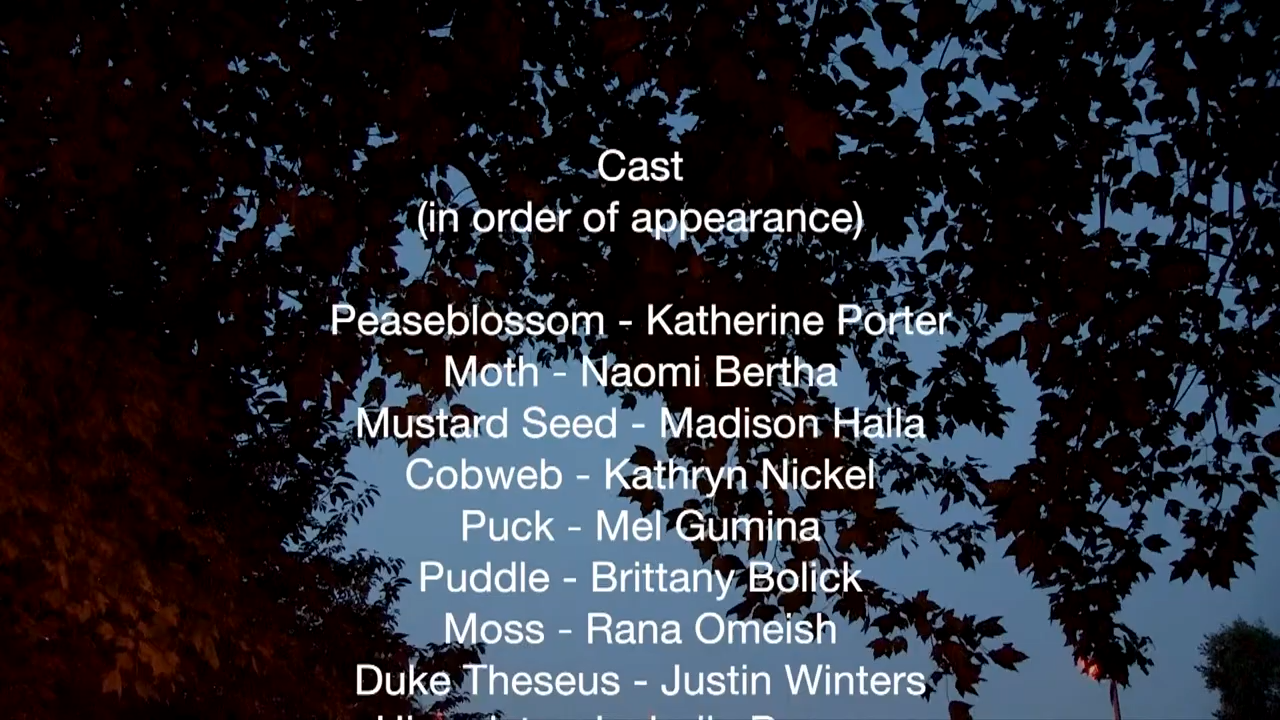 Cast
(in order of appearance)
Peaseblossom - Katherine Porter
Moth - Naomi Bertha
Mustard Seed - Madison Halla
Cobweb - Kathryn Nickel
Puck - Mel Gumina
Puddle - Brittany Bolick
Moss - Rana Omeish
Duke Theseus - Justin Winters